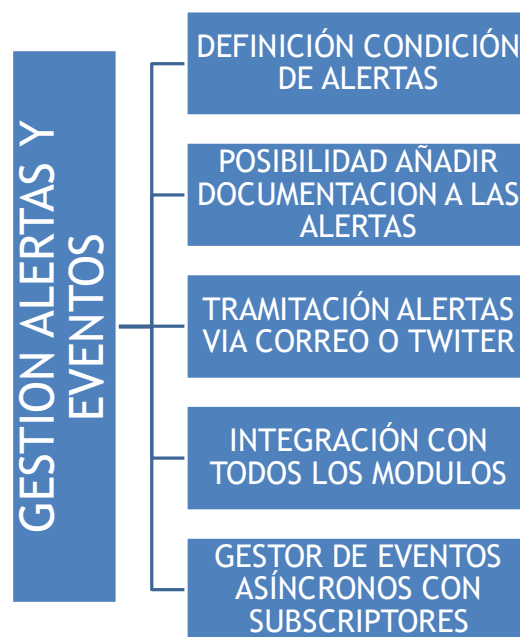 GESTION ALERTAS Y
EVENTOS
DEFINICIÓN CONDICIÓN
DE ALERTAS
POSIBILIDAD AÑADIR
DOCUMENTACION A LAS
ALERTAS
TRAMITACIÓN ALERTAS
VIA CORREO O TWITER
INTEGRACIÓN CON
TODOS LOS MODULOS
GESTOR DE EVENTOS
ASÍNCRONOS CON
SUBSCRIPTORES